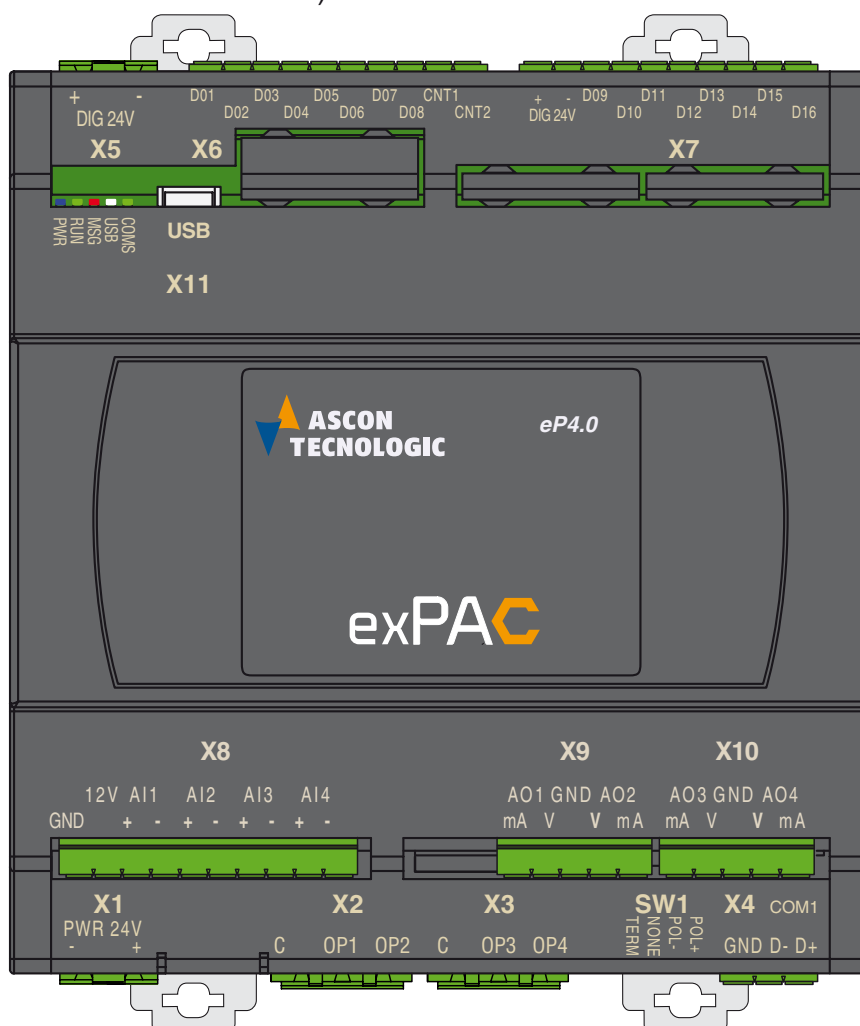 + - D01 D03 D05 D07 CNT1 + - D09 D11 D13 D15
DIG 24V D02 D04 D06 D08 CNT2 DIG 24V D10 D12 D14 D16
X5 X6 X7
PWR
RUN
MSG
USB
COMS
USB
X11
ASCON
TECNOLOGIC
eP4.0
exPAC
X8 X9 X10
12V AI1 AI2 AI3 AI4 AO1 GND AO2 AO3 GND AO4
GND + - + - + - + - mA V V mA mA V V mA
X1 X2 X3 SW1 X4 COM1
PWR 24V
- + C OP1 OP2 C OP3 OP4
TERM
NONE
POL-
POL+
GND D- D+